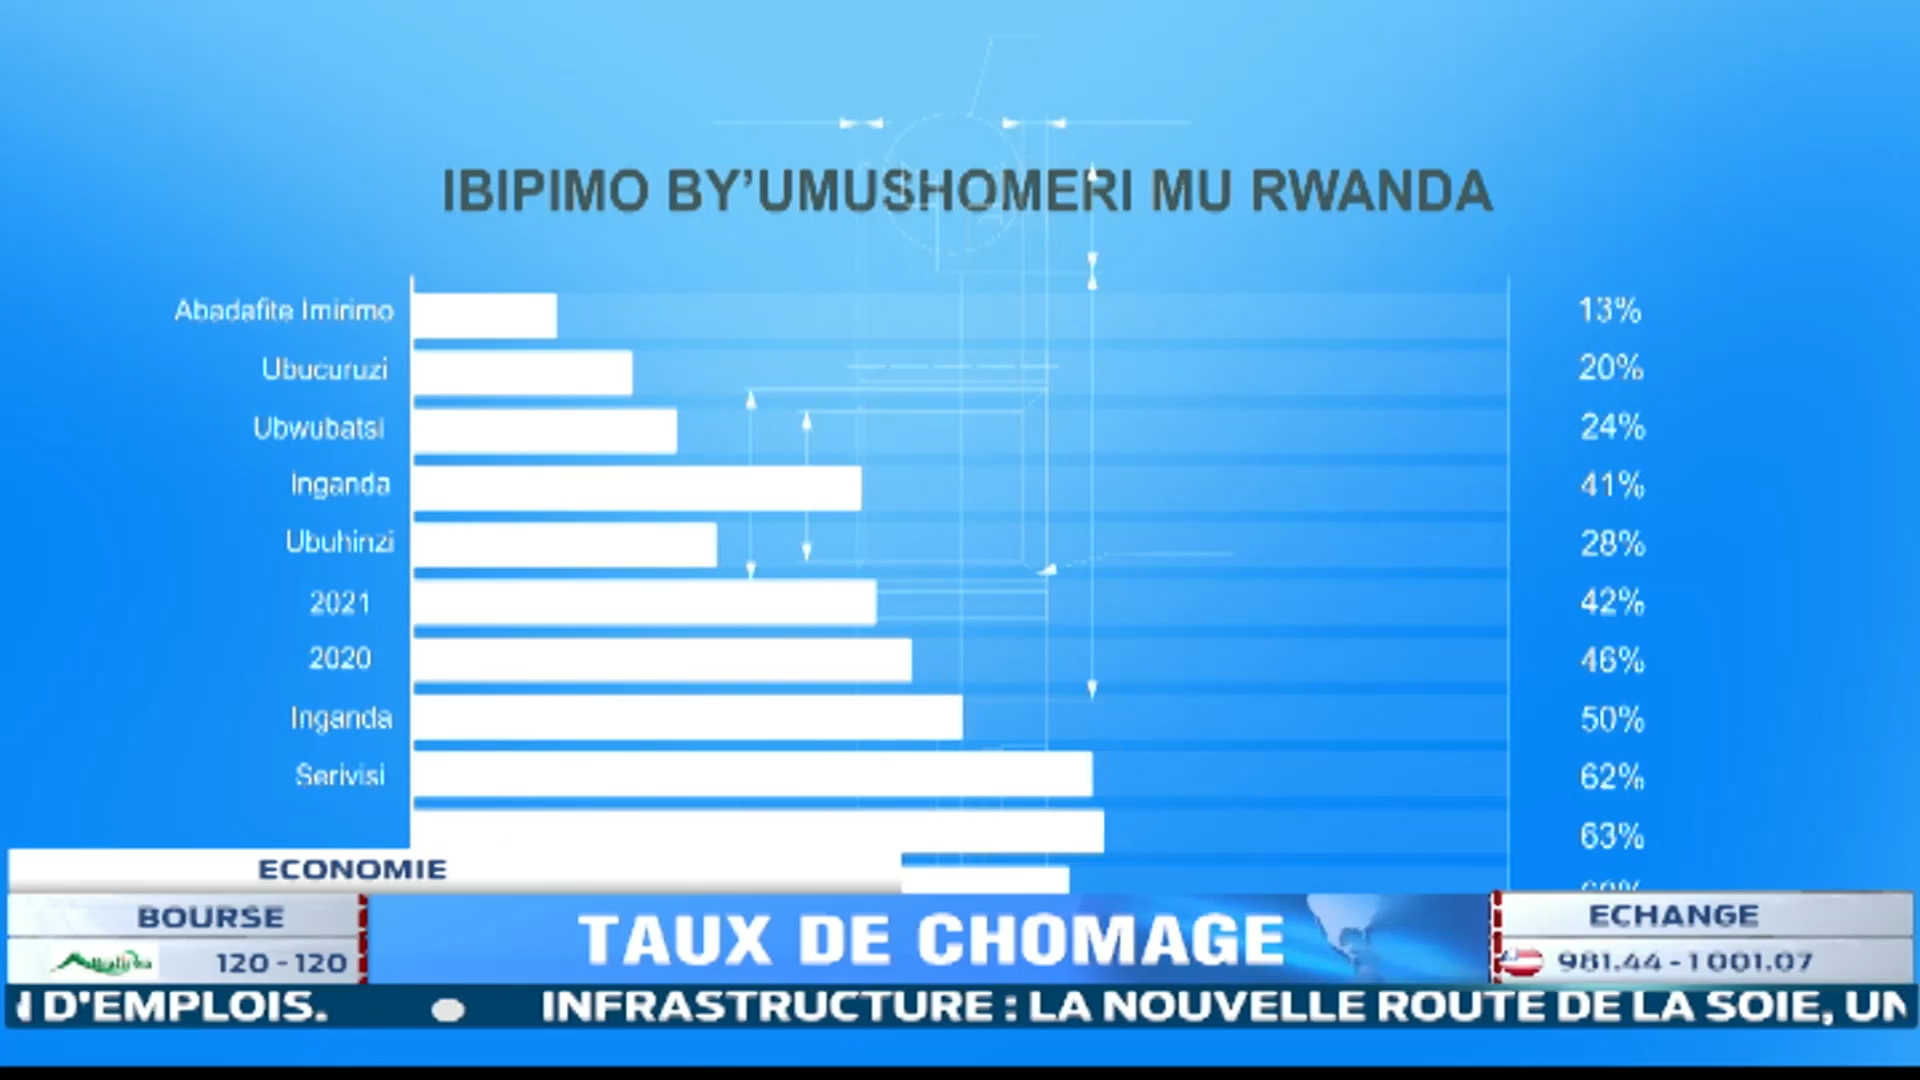 IBIPIMO BY’UMUSHOMERI MU RWANDA
Abadafite Imirimo 13%
Ubucuruzi 20%
Ubwubatsi 24%
Inganda 41%
Ubuhinzi 28%
2021 42%
2020 46%
Inganda 50%
Serivisi 62%
63%
ECONOMIE
BOURSE
120 - 120
TAUX DE CHOMAGE
ECHANGE
981.44 - 1 001.07
D'EMPLOIS.
INFRASTRUCTURE : LA NOUVELLE ROUTE DE LA SOIE, UN